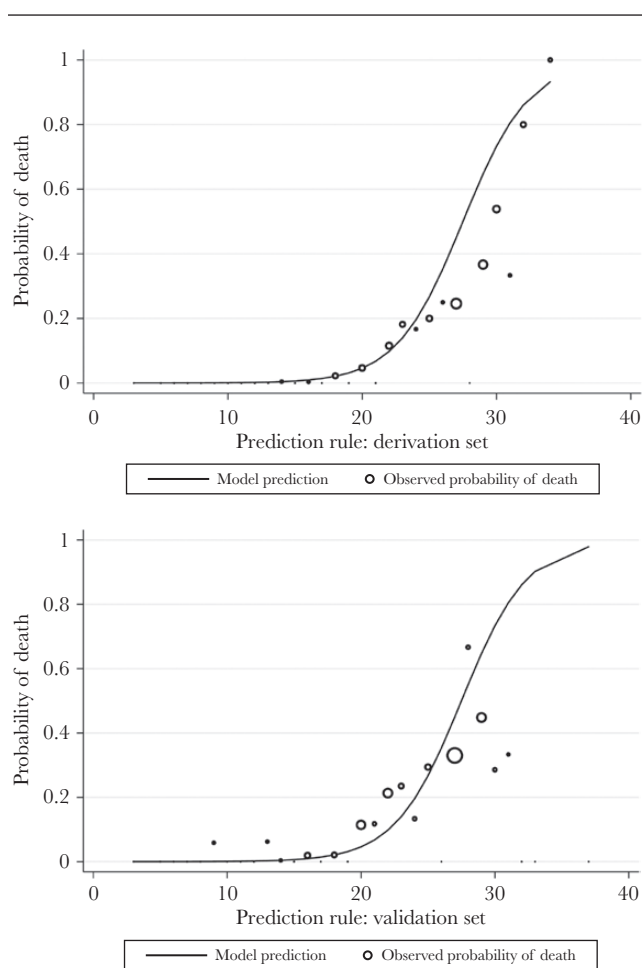 1
0.8
0.6
0.4
0.2
0
Probability of death
0 10 20 30 40
Prediction rule: derivation set
Model prediction Observed probability of death
1
0.8
0.6
0.4
0.2
0
Probability of death
0 10 20 30 40
Prediction rule: validation set
Model prediction Observed probability of death